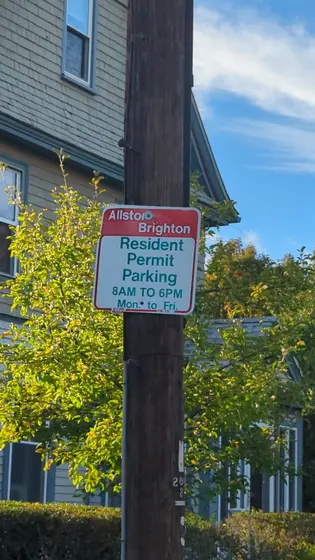 Allston
Brighton
Resident
Permit
Parking
8AM TO 6PM
Mon. to Fri.